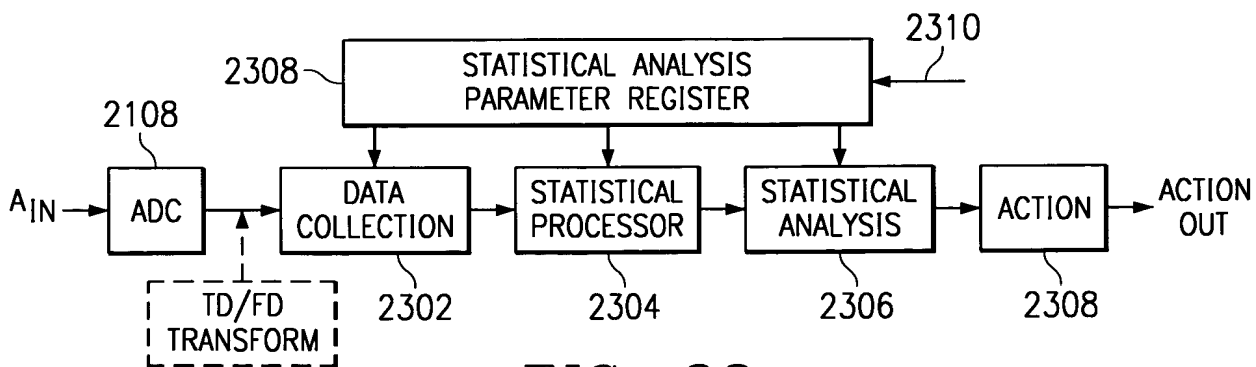 2310
2308
STATISTICAL ANALYSIS
PARAMETER REGISTER
2108
A_IN
ADC
DATA
COLLECTION
STATISTICAL
PROCESSOR
STATISTICAL
ANALYSIS
ACTION
ACTION
OUT
TD/FD
TRANSFORM
2302
2304
2306
2308